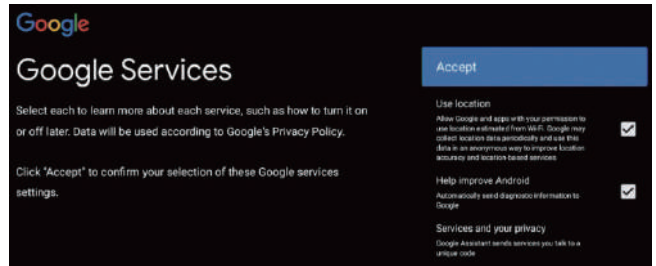 Google
Google Services
Select each to learn more about each service, such as how to turn it on
or off later. Data will be used according to Google's Privacy Policy.
Click "Accept" to confirm your selection of these Google services
settings.
Accept
Use location
Allow Google and apps with your permission to
use location estimated from Wi-Fi. Google may
collect location data periodically and use this
data in an anonymous way to improve location
accuracy and location-based services
Help improve Android
Automatically send diagnostic information to
Google
Services and your privacy
Google Assistant sends services you talk to a
unique code